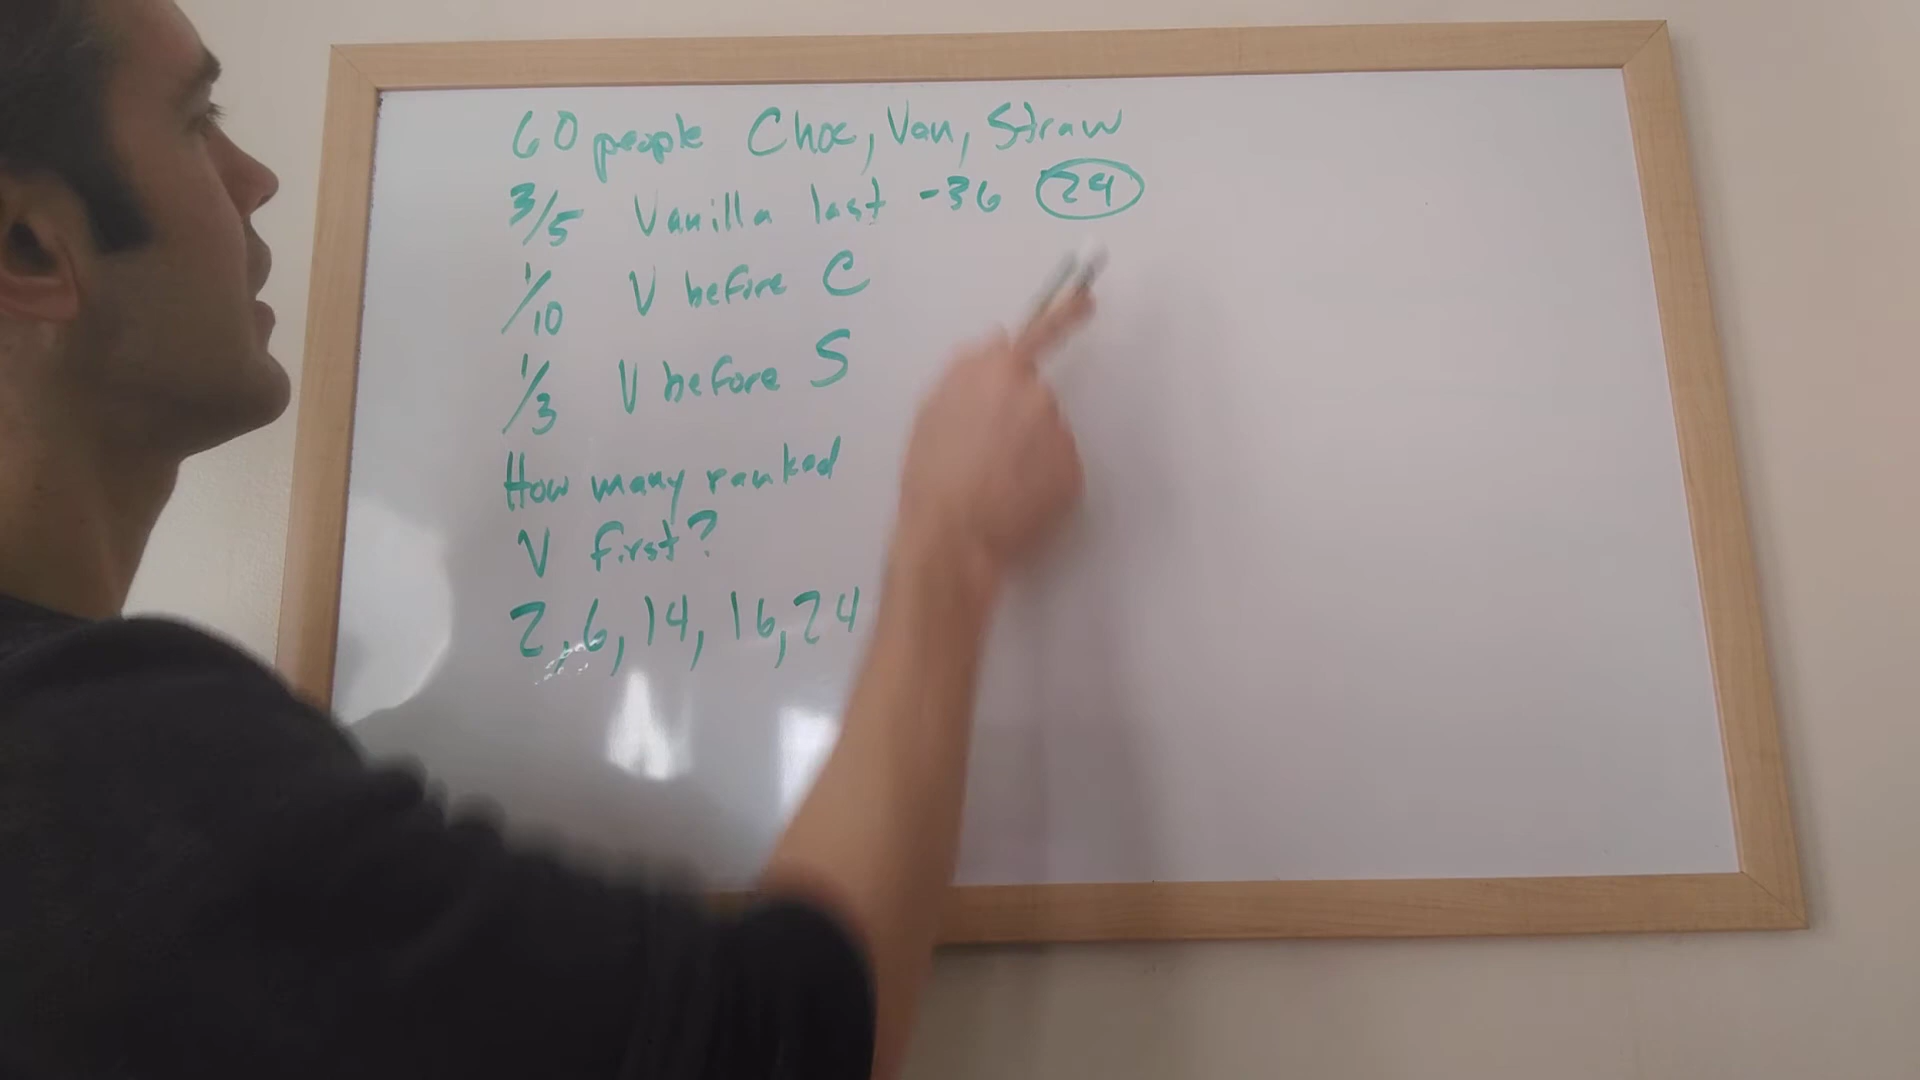 60 people Choc, Van, Straw
3/5 Vanilla last -36 24
1/10 V before C
1/3 V before S
How many ranked
V first?
2, 6, 14, 16, 24